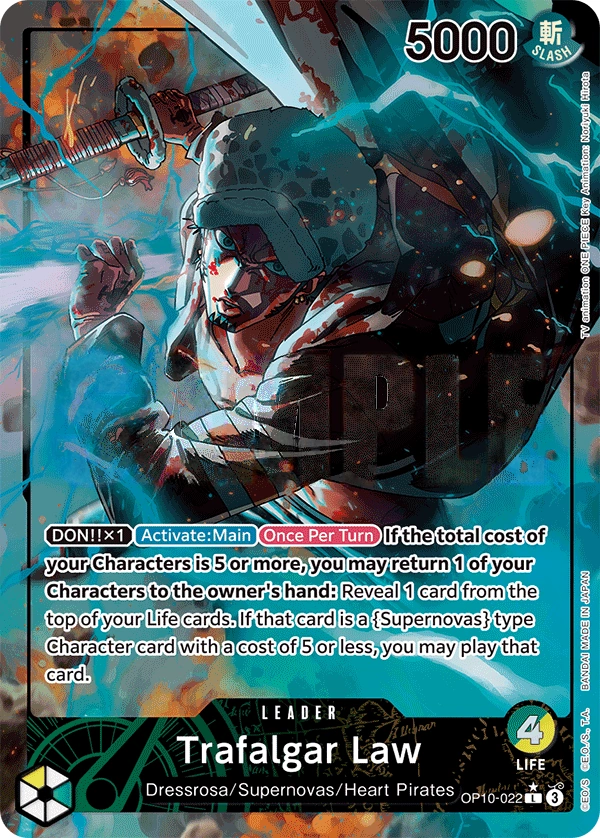 5000
斬
SLASH
TV animation ONE PIECE Key Animation: Noriyuki Hirota
SAMPLE
DON!!×1 Activate:Main Once Per Turn If the total cost of
your Characters is 5 or more, you may return 1 of your
Characters to the owner's hand: Reveal 1 card from the
top of your Life cards. If that card is a {Supernovas} type
Character card with a cost of 5 or less, you may play that
card.
©E.O./S., T.A. BANDAI MADE IN JAPAN
©ED/S
LEADER
Trafalgar Law
4
LIFE
Dressrosa/Supernovas/Heart Pirates
OP10-022 L 3